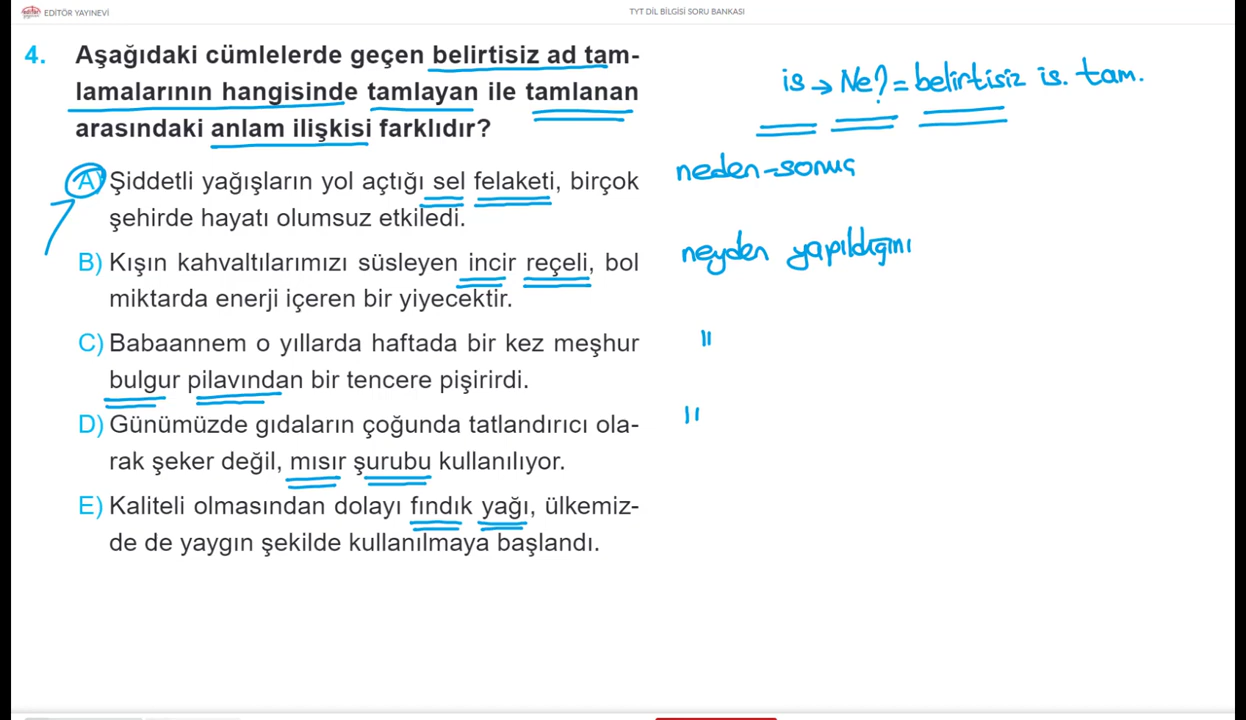 EDİTÖR YAYINEVİ
TYT DİL BİLGİSİ SORU BANKASI
4. Aşağıdaki cümlelerde geçen belirtisiz ad tam-
lamalarının hangisinde tamlayan ile tamlanan
arasındaki anlam ilişkisi farklıdır?
is → Ne? = belirtisiz is. tam.
A) Şiddetli yağışların yol açtığı sel felaketi, birçok
şehirde hayatı olumsuz etkiledi.
neden-sonuç
B) Kışın kahvaltılarımızı süsleyen incir reçeli, bol
miktarda enerji içeren bir yiyecektir.
neyden yapıldığını
C) Babaannem o yıllarda haftada bir kez meşhur
bulgur pilavından bir tencere pişirirdi.
"
D) Günümüzde gıdaların çoğunda tatlandırıcı ola-
rak şeker değil, mısır şurubu kullanılıyor.
"
E) Kaliteli olmasından dolayı fındık yağı, ülkemiz-
de de yaygın şekilde kullanılmaya başlandı.